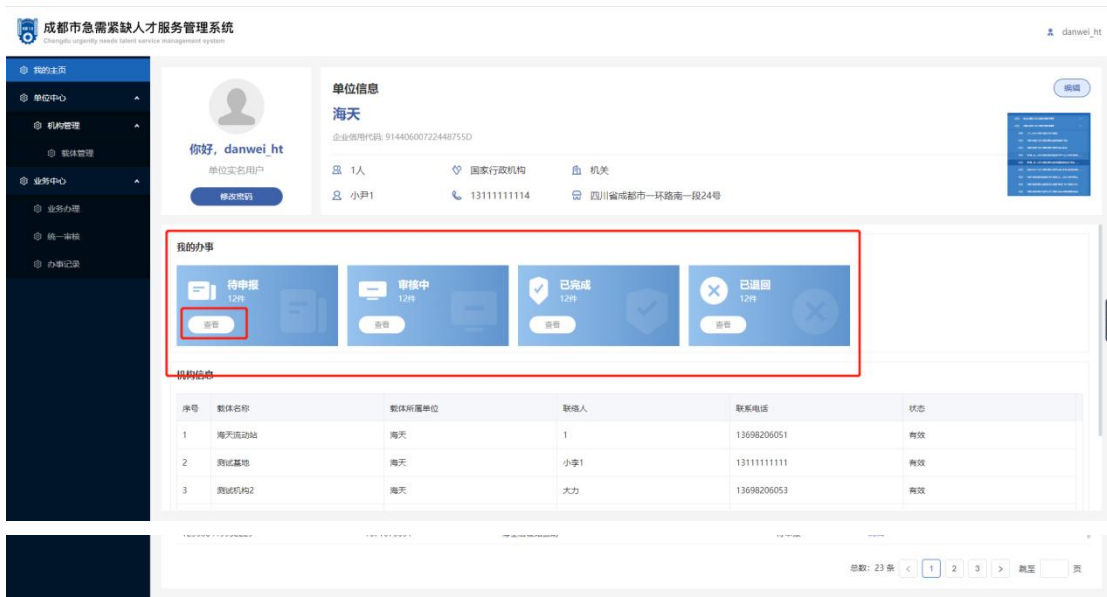 成都市急需紧缺人才服务管理系统
Chengdu urgently needs talent service management system
danwei_ht
我的主页
单位中心
机构管理
载体管理
业务中心
业务办理
统一审核
办事记录
你好，danwei_ht
单位实名用户
修改密码
单位信息
编辑
海天
企业信用代码: 91440600722448755D
1人 国家行政机构 机关
小尹1 13111111114 四川省成都市一环路南一段24号
我的办事
待申报 审核中 已完成 已退回
12件 12件 12件 12件
查看 查看 查看 查看
机构信息
序号 载体名称 载体所属单位 联络人 联系电话 状态
1 海天流动站 海天 1 13698206051 有效
2 测试基地 海天 小李1 13111111111 有效
3 测试机构2 海天 大力 13698206053 有效
总数: 23 条 < 1 2 3 > 跳至 页